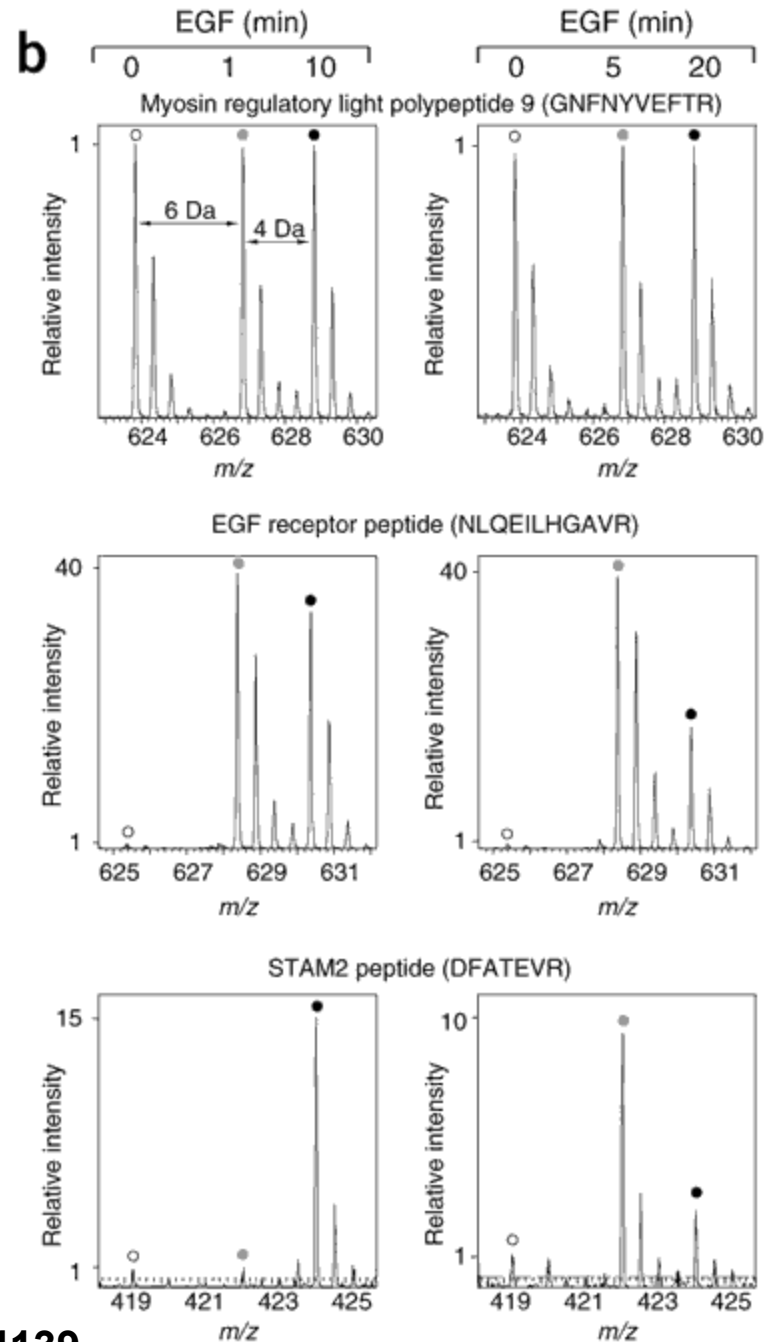 b
EGF (min)
0 1 10
EGF (min)
0 5 20
Myosin regulatory light polypeptide 9 (GNFNYVEFTR)
1
6 Da
4 Da
Relative intensity
624 626 628 630
m/z
1
Relative intensity
624 626 628 630
m/z
EGF receptor peptide (NLQEILHGAVR)
40
Relative intensity
1
625 627 629 631
m/z
40
Relative intensity
1
625 627 629 631
m/z
STAM2 peptide (DFATEVR)
15
Relative intensity
1
419 421 423 425
m/z
10
Relative intensity
1
419 421 423 425
m/z